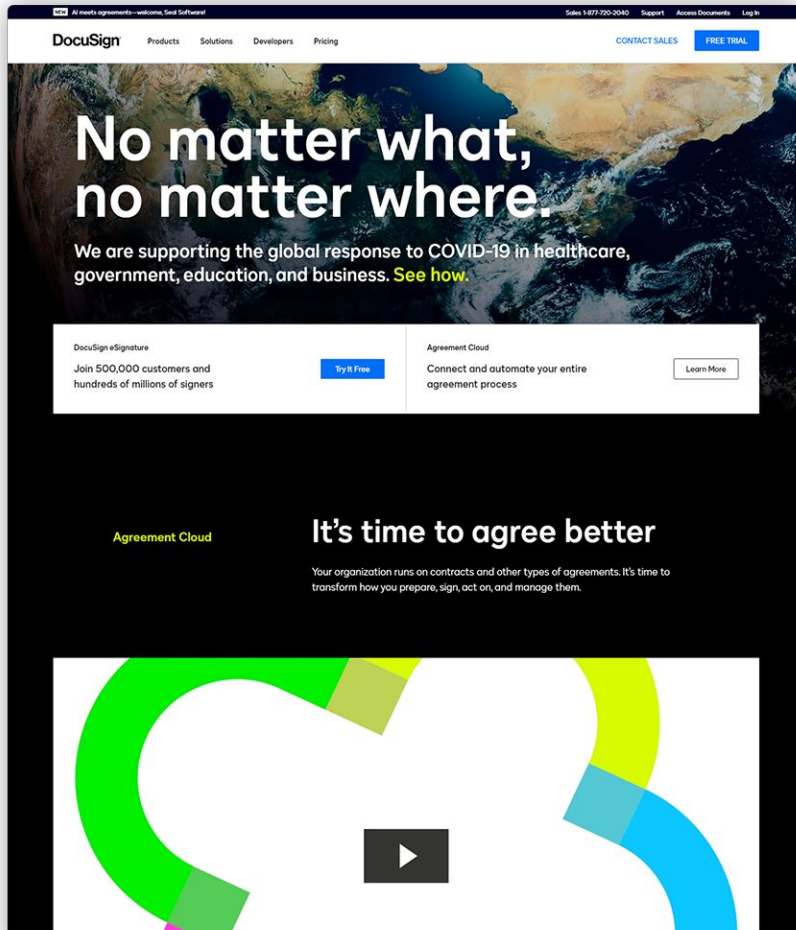 NEW AI meets agreements—welcome, Seal Software!
Sales 1-877-720-2040 Support Access Documents Log In
DocuSign Products Solutions Developers Pricing CONTACT SALES FREE TRIAL
No matter what,
no matter where.
We are supporting the global response to COVID-19 in healthcare,
government, education, and business. See how.
DocuSign eSignature
Join 500,000 customers and
hundreds of millions of signers
Try It Free
Agreement Cloud
Connect and automate your entire
agreement process
Learn More
Agreement Cloud
It's time to agree better
Your organization runs on contracts and other types of agreements. It's time to
transform how you prepare, sign, act on, and manage them.